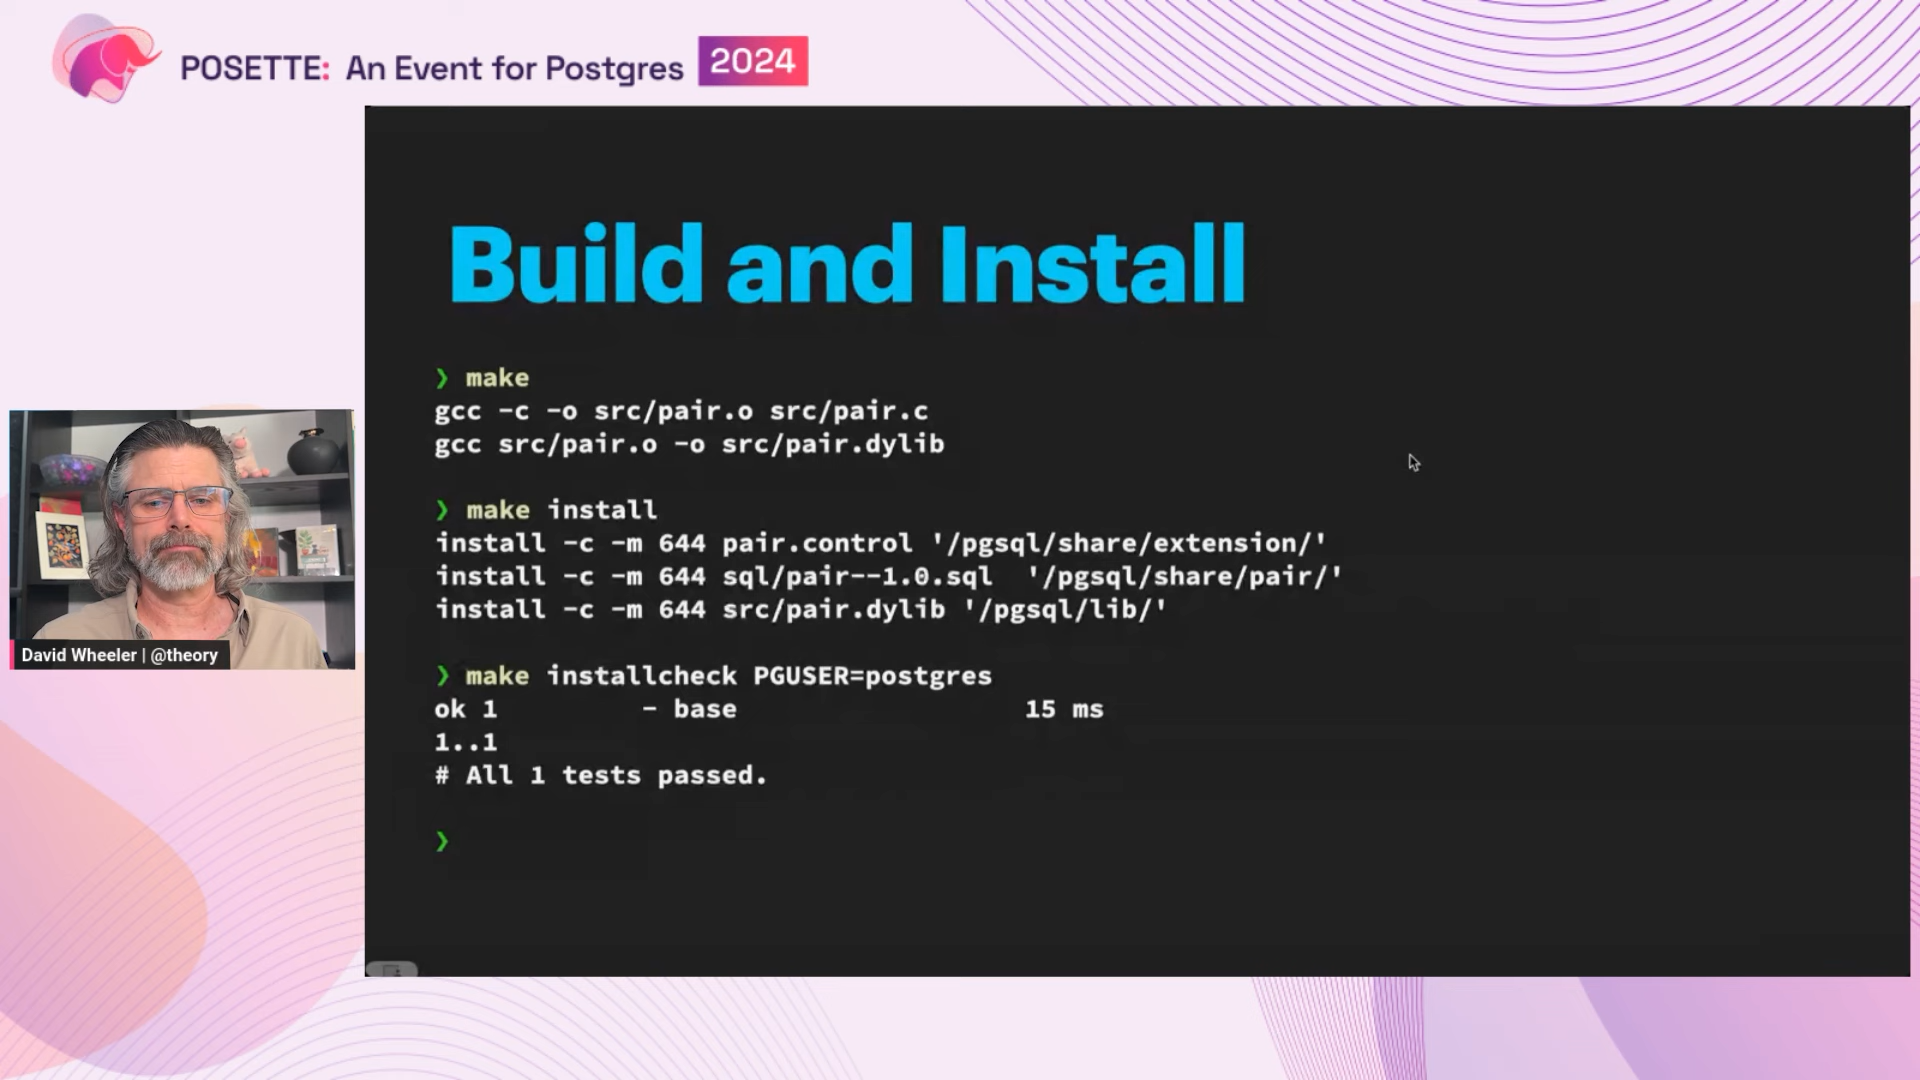 POSETTE: An Event for Postgres 2024
Build and Install
❯ make
gcc -c -o src/pair.o src/pair.c
gcc src/pair.o -o src/pair.dylib
❯ make install
install -c -m 644 pair.control '/pgsql/share/extension/'
install -c -m 644 sql/pair--1.0.sql  '/pgsql/share/pair/'
install -c -m 644 src/pair.dylib '/pgsql/lib/'
❯ make installcheck PGUSER=postgres
ok 1         - base                  15 ms
1..1
# All 1 tests passed.
❯
David Wheeler | @theory